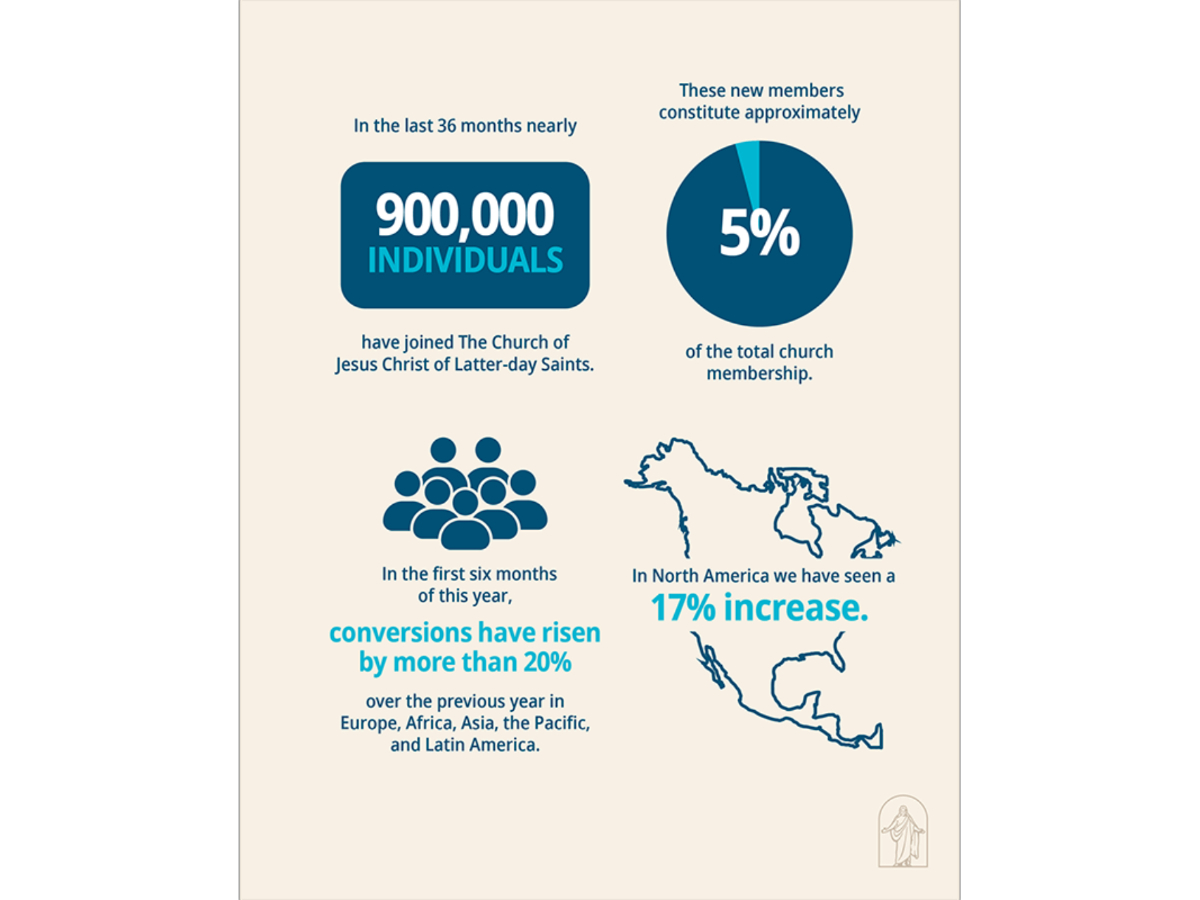 In the last 36 months nearly
900,000
INDIVIDUALS
have joined The Church of
Jesus Christ of Latter-day Saints.
These new members
constitute approximately
5%
of the total church
membership.
In the first six months
of this year,
conversions have risen
by more than 20%
over the previous year in
Europe, Africa, Asia, the Pacific,
and Latin America.
In North America we have seen a
17% increase.